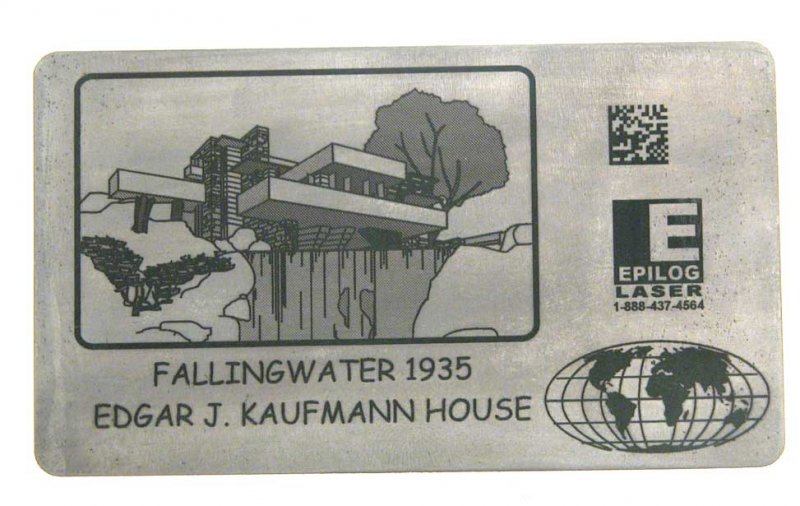 FALLINGWATER 1935
EDGAR J. KAUFMANN HOUSE
E
EPILOG
LASER
1-888-437-4564